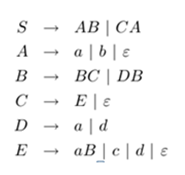 S → AB | CA
A → a | b | ε
B → BC | DB
C → E | ε
D → a | d
E → aB | c | d | ε